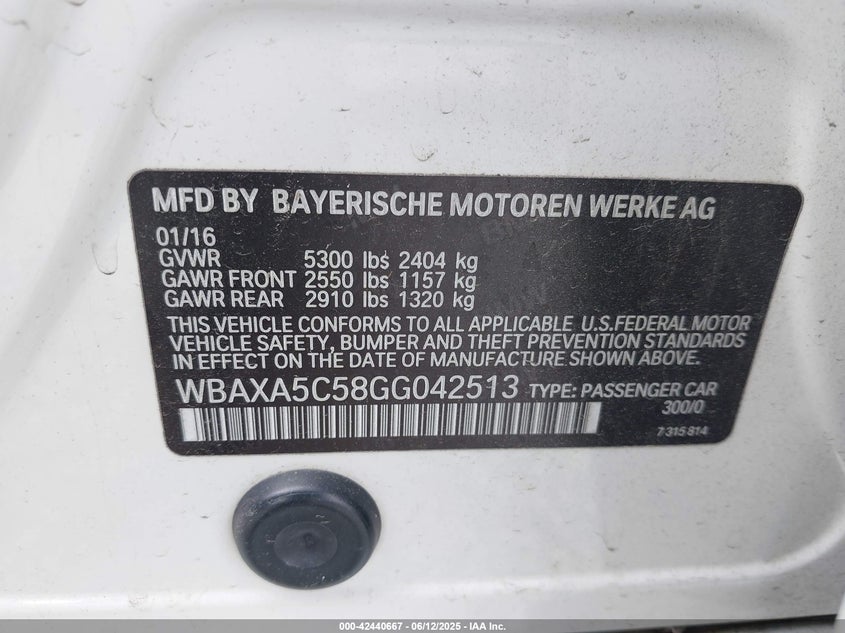 MFD BY BAYERISCHE MOTOREN WERKE AG
01/16
GVWR 5300 lbs 2404 kg
GAWR FRONT 2550 lbs 1157 kg
GAWR REAR 2910 lbs 1320 kg
THIS VEHICLE CONFORMS TO ALL APPLICABLE U.S.FEDERAL MOTOR
VEHICLE SAFETY, BUMPER AND THEFT PREVENTION STANDARDS
IN EFFECT ON THE DATE OF MANUFACTURE SHOWN ABOVE.
WBAXA5C58GG042513 TYPE: PASSENGER CAR
300/0
7 315 814
000-42440667 - 06/12/2025 - IAA Inc.